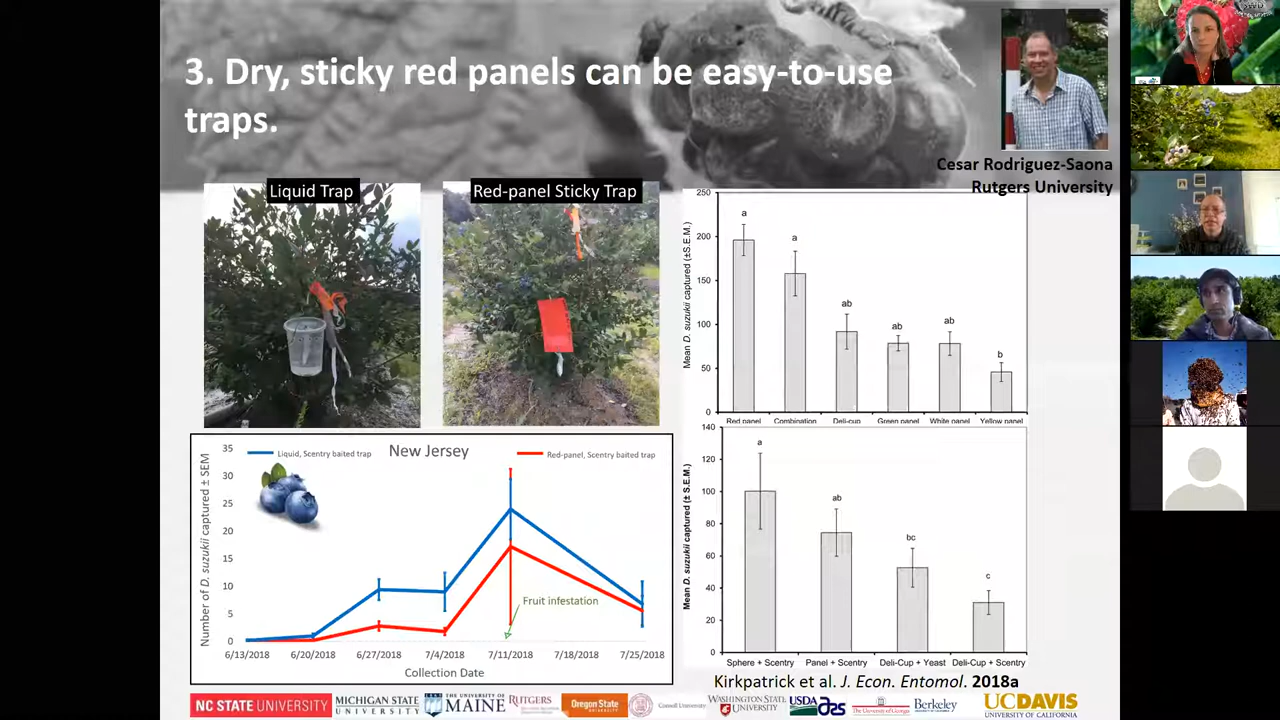 3. Dry, sticky red panels can be easy-to-use
traps.
Cesar Rodriguez-Saona
Rutgers University
Liquid Trap
Red-panel Sticky Trap
Mean D. suzukii captured (±S.E.M.)
250
200
150
100
50
0
a
a
ab
ab
ab
b
Red panel
Combination
Deli-cup
Green panel
White panel
Yellow panel
New Jersey
Liquid, Scentry baited trap
Red-panel, Scentry baited trap
Number of D. suzukii captured ± SEM
35
30
25
20
15
10
5
0
Fruit infestation
6/13/2018
6/20/2018
6/27/2018
7/4/2018
7/11/2018
7/18/2018
7/25/2018
Collection Date
Mean D. suzukii captured (± S.E.M.)
140
120
100
80
60
40
20
0
a
ab
bc
c
Sphere + Scentry
Panel + Scentry
Deli-Cup + Yeast
Deli-Cup + Scentry
Kirkpatrick et al. J. Econ. Entomol. 2018a
NC STATE UNIVERSITY
MICHIGAN STATE
UNIVERSITY
THE UNIVERSITY OF
MAINE
RUTGERS
Oregon State
UNIVERSITY
Cornell University
WASHINGTON STATE
UNIVERSITY
USDA
The University of Georgia
Berkeley
UCDAVIS
UNIVERSITY OF CALIFORNIA